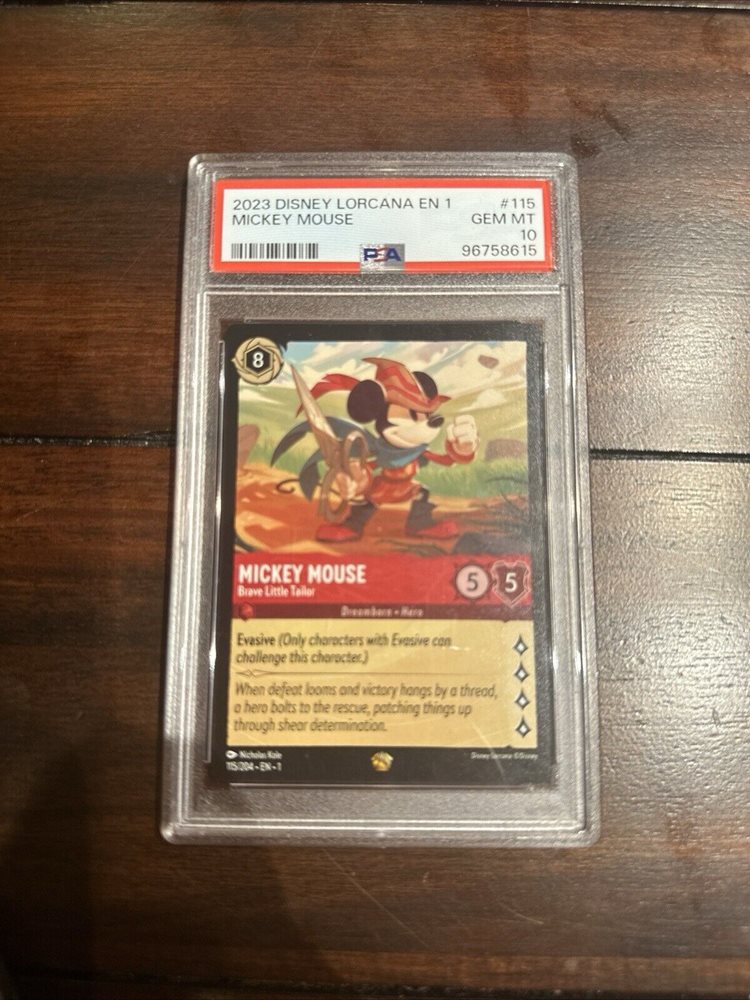 2023 DISNEY LORCANA EN 1 #115
MICKEY MOUSE GEM MT
10
PSA 96758615
8
MICKEY MOUSE
Brave Little Tailor
5 5
Dreamborn • Hero
Evasive (Only characters with Evasive can
challenge this character.)
When defeat looms and victory hangs by a thread,
a hero bolts to the rescue, patching things up
through shear determination.
Nicholas Kole
115/204 • EN • 1
Disney Lorcana ©Disney